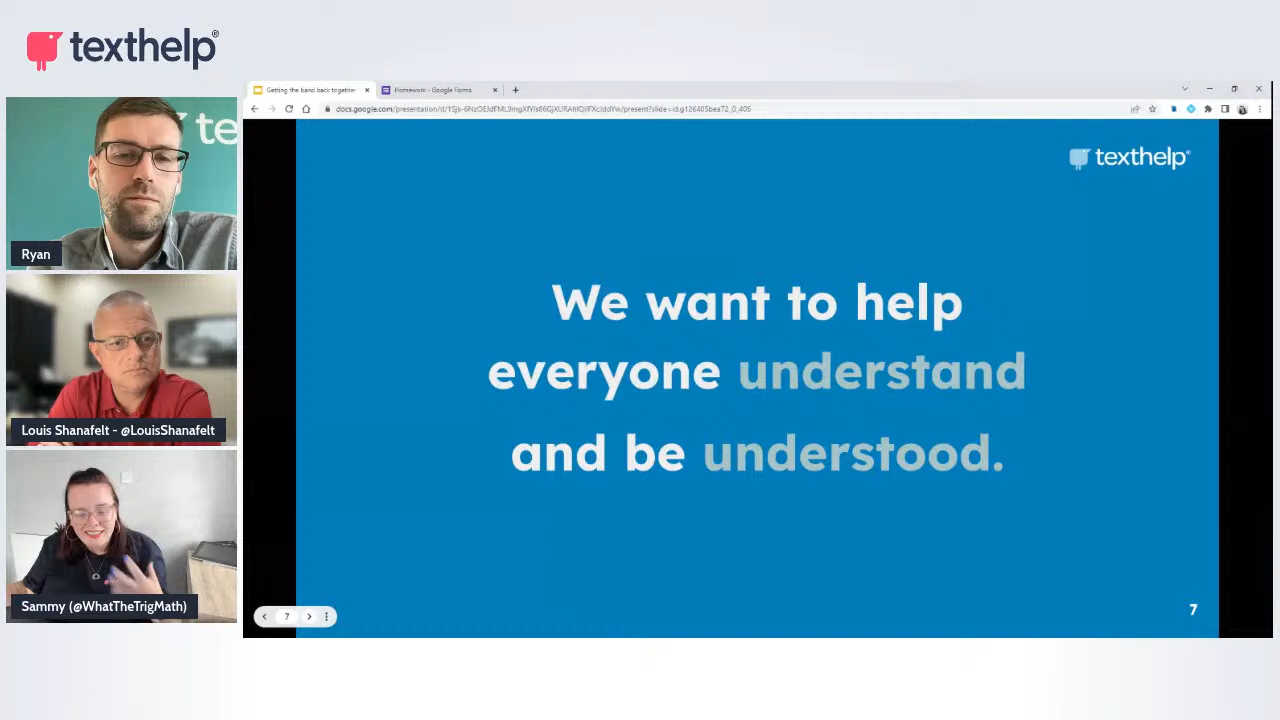 texthelp®
te
Ryan
Louis Shanafelt - @LouisShanafelt
Sammy (@WhatTheTrigMath)
Getting the band back together
Homework - Google Forms
texthelp®
We want to help
everyone understand
and be understood.
7
7